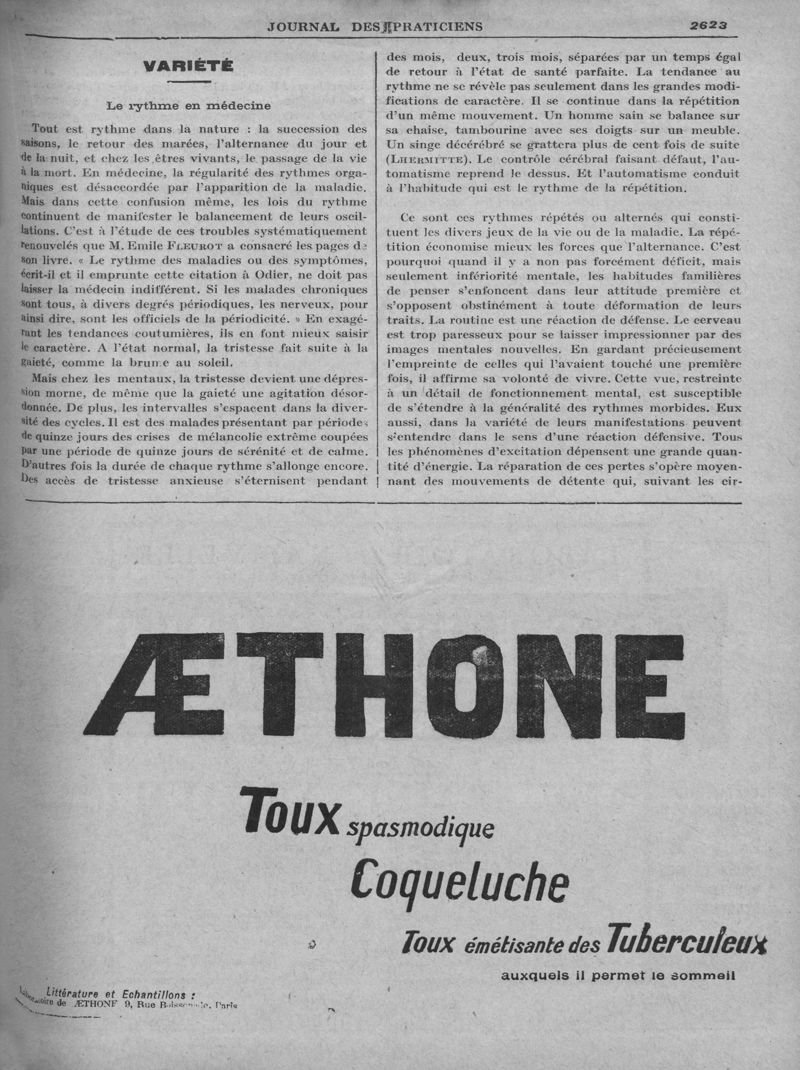 JOURNAL DES PRATICIENS
2623
VARIÉTÉ
Le rythme en médecine
Tout est rythme dans la nature : la succession des
saisons, le retour des marées, l'alternance du jour et
de la nuit, et chez les êtres vivants, le passage de la vie
à la mort. En médecine, la régularité des rythmes orga-
niques est désaccordée par l'apparition de la maladie.
Mais dans cette confusion même, les lois du rythme
continuent de manifester le balancement de leurs oscil-
lations. C'est à l'étude de ces troubles systématiquement
renouvelés que M. Emile FLEUROT a consacré les pages de
son livre. « Le rythme des maladies ou des symptômes,
écrit-il et il emprunte cette citation à Odier, ne doit pas
laisser la médecin indifférent. Si les malades chroniques
sont tous, à divers degrés périodiques, les nerveux, pour
ainsi dire, sont les officiels de la périodicité. » En exagé-
rant les tendances coutumières, ils en font mieux saisir
le caractère. A l'état normal, la tristesse fait suite à la
gaieté, comme la brume au soleil.
Mais chez les mentaux, la tristesse devient une dépres-
sion morne, de même que la gaieté une agitation désor-
donnée. De plus, les intervalles s'espacent dans la diver-
sité des cycles. Il est des malades présentant par périodes
de quinze jours des crises de mélancolie extrême coupées
par une période de quinze jours de sérénité et de calme.
D'autres fois la durée de chaque rythme s'allonge encore.
Des accès de tristesse anxieuse s'éternisent pendant
des mois, deux, trois mois, séparées par un temps égal
de retour à l'état de santé parfaite. La tendance au
rythme ne se révèle pas seulement dans les grandes modi-
fications de caractère. Il se continue dans la répétition
d'un même mouvement. Un homme sain se balance sur
sa chaise, tambourine avec ses doigts sur un meuble.
Un singe décérébré se grattera plus de cent fois de suite
(LHERMITTE). Le contrôle cérébral faisant défaut, l'au-
tomatisme reprend le dessus. Et l'automatisme conduit
à l'habitude qui est le rythme de la répétition.
Ce sont ces rythmes répétés ou alternés qui consti-
tuent les divers jeux de la vie ou de la maladie. La répé-
tition économise mieux les forces que l'alternance. C'est
pourquoi quand il y a non pas forcément déficit, mais
seulement infériorité mentale, les habitudes familières
de penser s'enfoncent dans leur attitude première et
s'opposent obstinément à toute déformation de leurs
traits. La routine est une réaction de défense. Le cerveau
est trop paresseux pour se laisser impressionner par des
images mentales nouvelles. En gardant précieusement
l'empreinte de celles qui l'avaient touché une première
fois, il affirme sa volonté de vivre. Cette vue, restreinte
à un détail de fonctionnement mental, est susceptible
de s'étendre à la généralité des rythmes morbides. Eux
aussi, dans la variété de leurs manifestations peuvent
s'entendre dans le sens d'une réaction défensive. Tous
les phénomènes d'excitation dépensent une grande quan-
tité d'énergie. La réparation de ces pertes s'opère moyen-
nant des mouvements de détente qui, suivant les cir-
ÆTHONE
Toux spasmodique
Coqueluche
Toux émétisante des Tuberculeux
auxquels il permet le sommeil
Littérature et Echantillons :
de ÆTHONE 9, Rue Paris